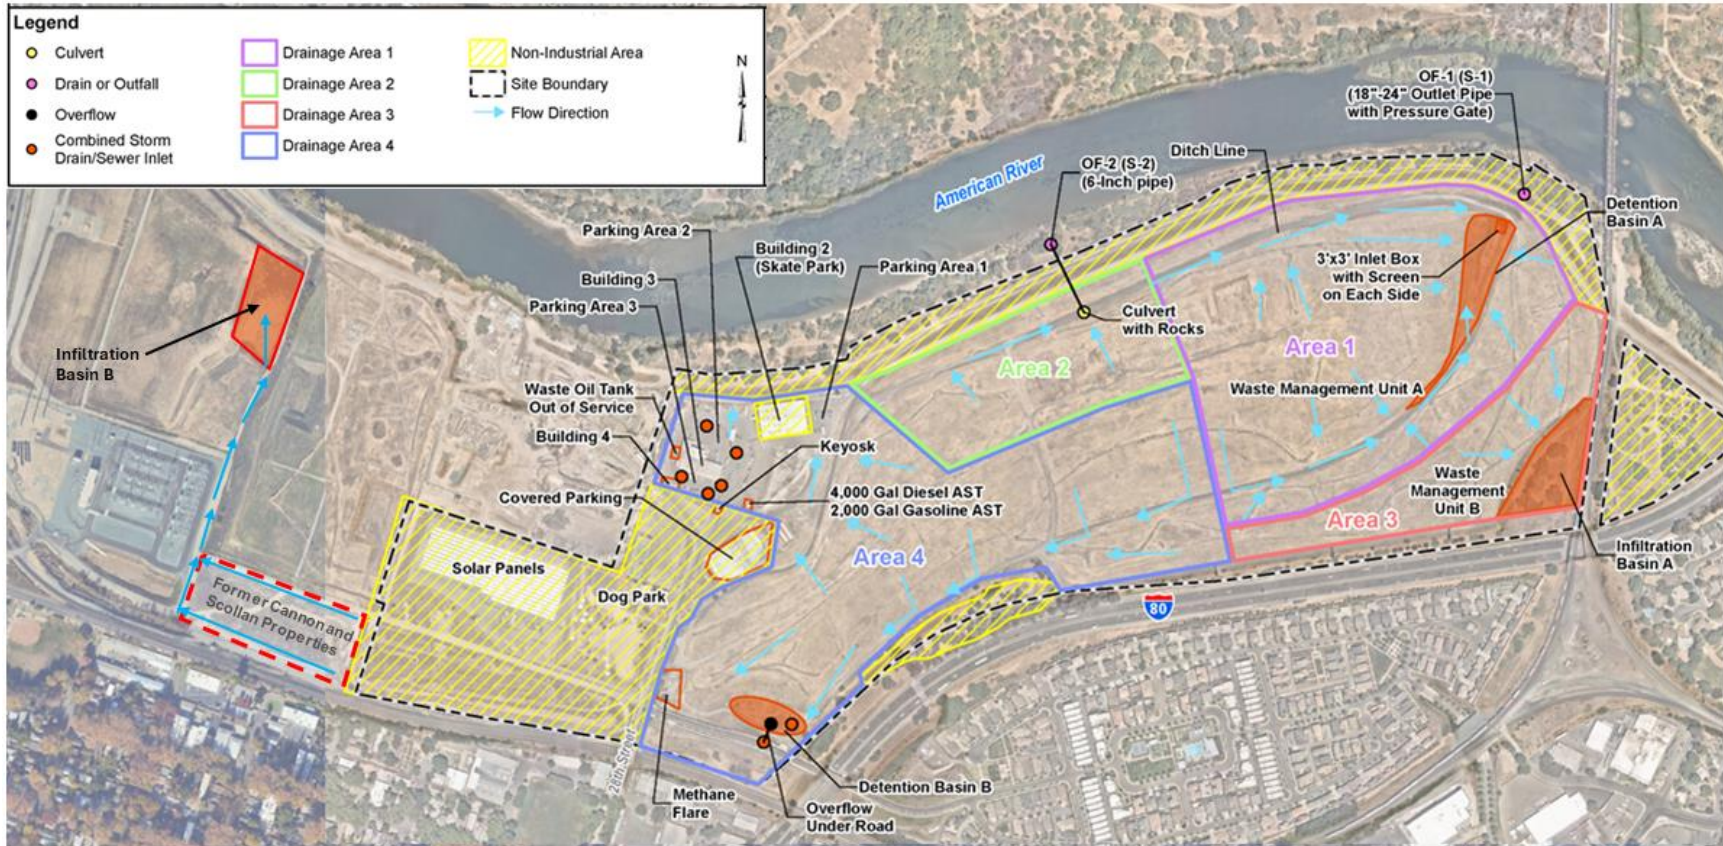 Legend
Culvert
Drain or Outfall
Overflow
Combined Storm
Drain/Sewer Inlet
Drainage Area 1
Drainage Area 2
Drainage Area 3
Drainage Area 4
Non-Industrial Area
Site Boundary
Flow Direction
N
OF-1 (S-1)
(18"-24" Outlet Pipe
with Pressure Gate)
Ditch Line
OF-2 (S-2)
(6-Inch pipe)
American River
Detention
Basin A
Parking Area 2
Building 2
(Skate Park)
Parking Area 1
Building 3
Parking Area 3
3'x3' Inlet Box
with Screen
on Each Side
Culvert
with Rocks
Infiltration
Basin B
Area 1
Area 2
Waste Management Unit A
Waste Oil Tank
Out of Service
Building 4
Keyosk
Covered Parking
4,000 Gal Diesel AST
2,000 Gal Gasoline AST
Waste
Management
Unit B
Area 3
Infiltration
Basin A
Area 4
Solar Panels
Dog Park
Former Cannon and
Scollan Properties
80
28th Street
Methane
Flare
Detention Basin B
Overflow
Under Road